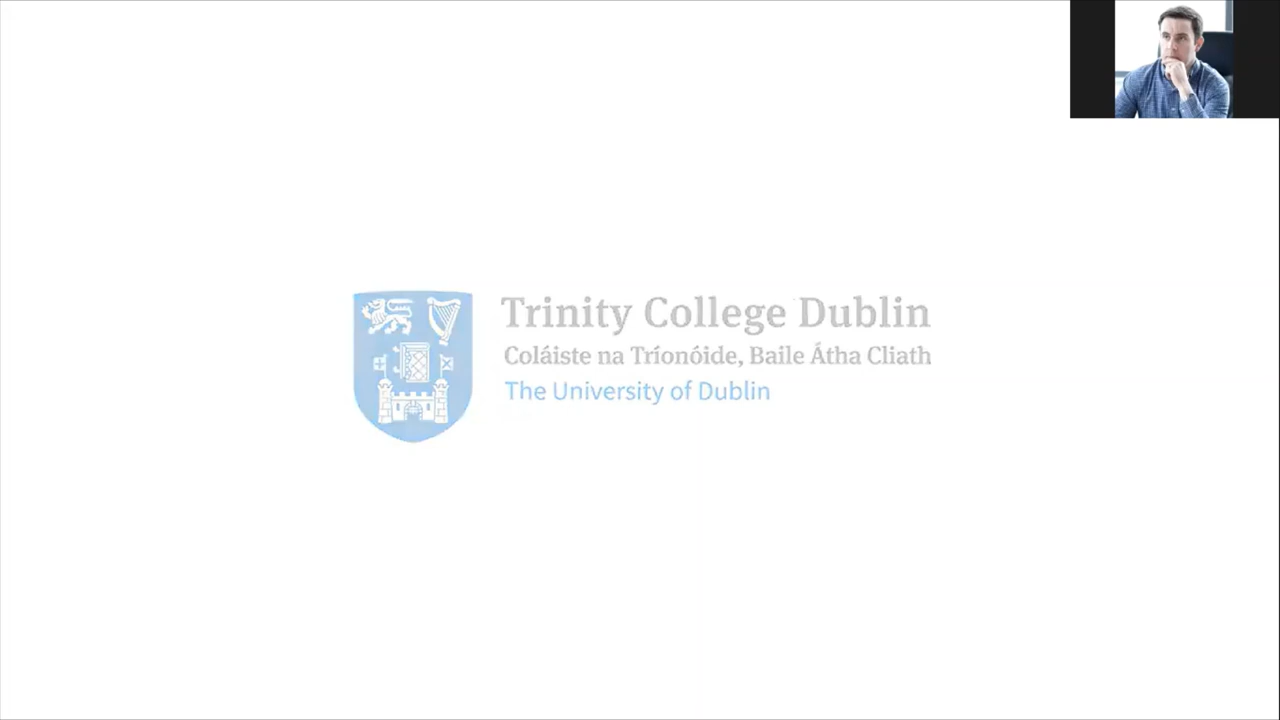 Trinity College Dublin
Coláiste na Tríonóide, Baile Átha Cliath
The University of Dublin